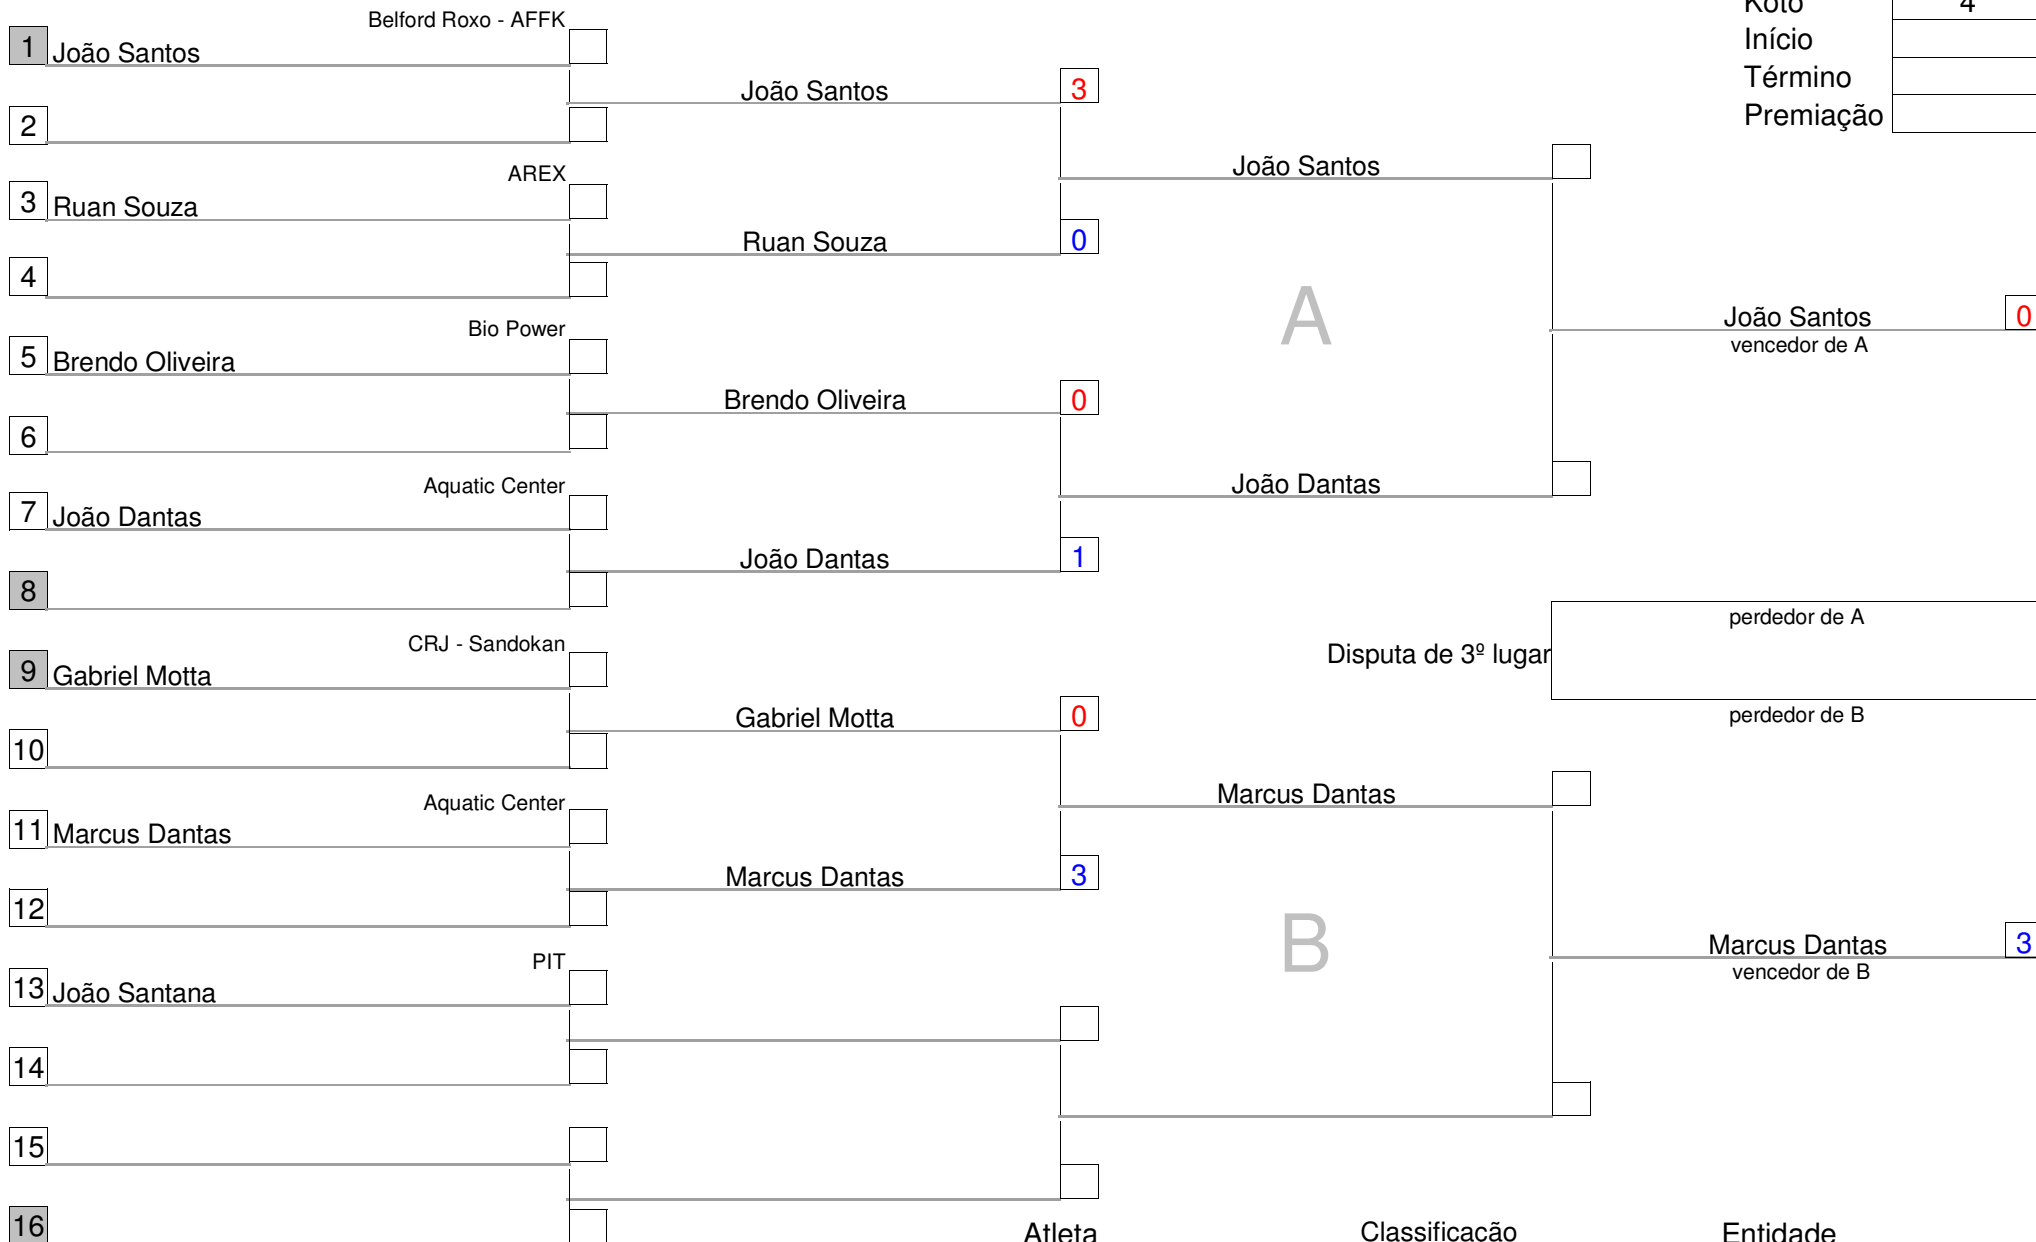 Belford Roxo - AFFK
Koto 4
1 João Santos
Início
João Santos 3
Término
2
Premiação
AREX
João Santos
3 Ruan Souza
Ruan Souza 0
4
A
Bio Power
João Santos 0
vencedor de A
5 Brendo Oliveira
Brendo Oliveira 0
6
Aquatic Center
João Dantas
7 João Dantas
João Dantas 1
8
perdedor de A
CRJ - Sandokan
Disputa de 3º lugar
9 Gabriel Motta
Gabriel Motta 0
perdedor de B
10
Marcus Dantas
Aquatic Center
11 Marcus Dantas
Marcus Dantas 3
12
B
Marcus Dantas 3
PIT
vencedor de B
13 João Santana
14
15
16
Atleta Classificação Entidade